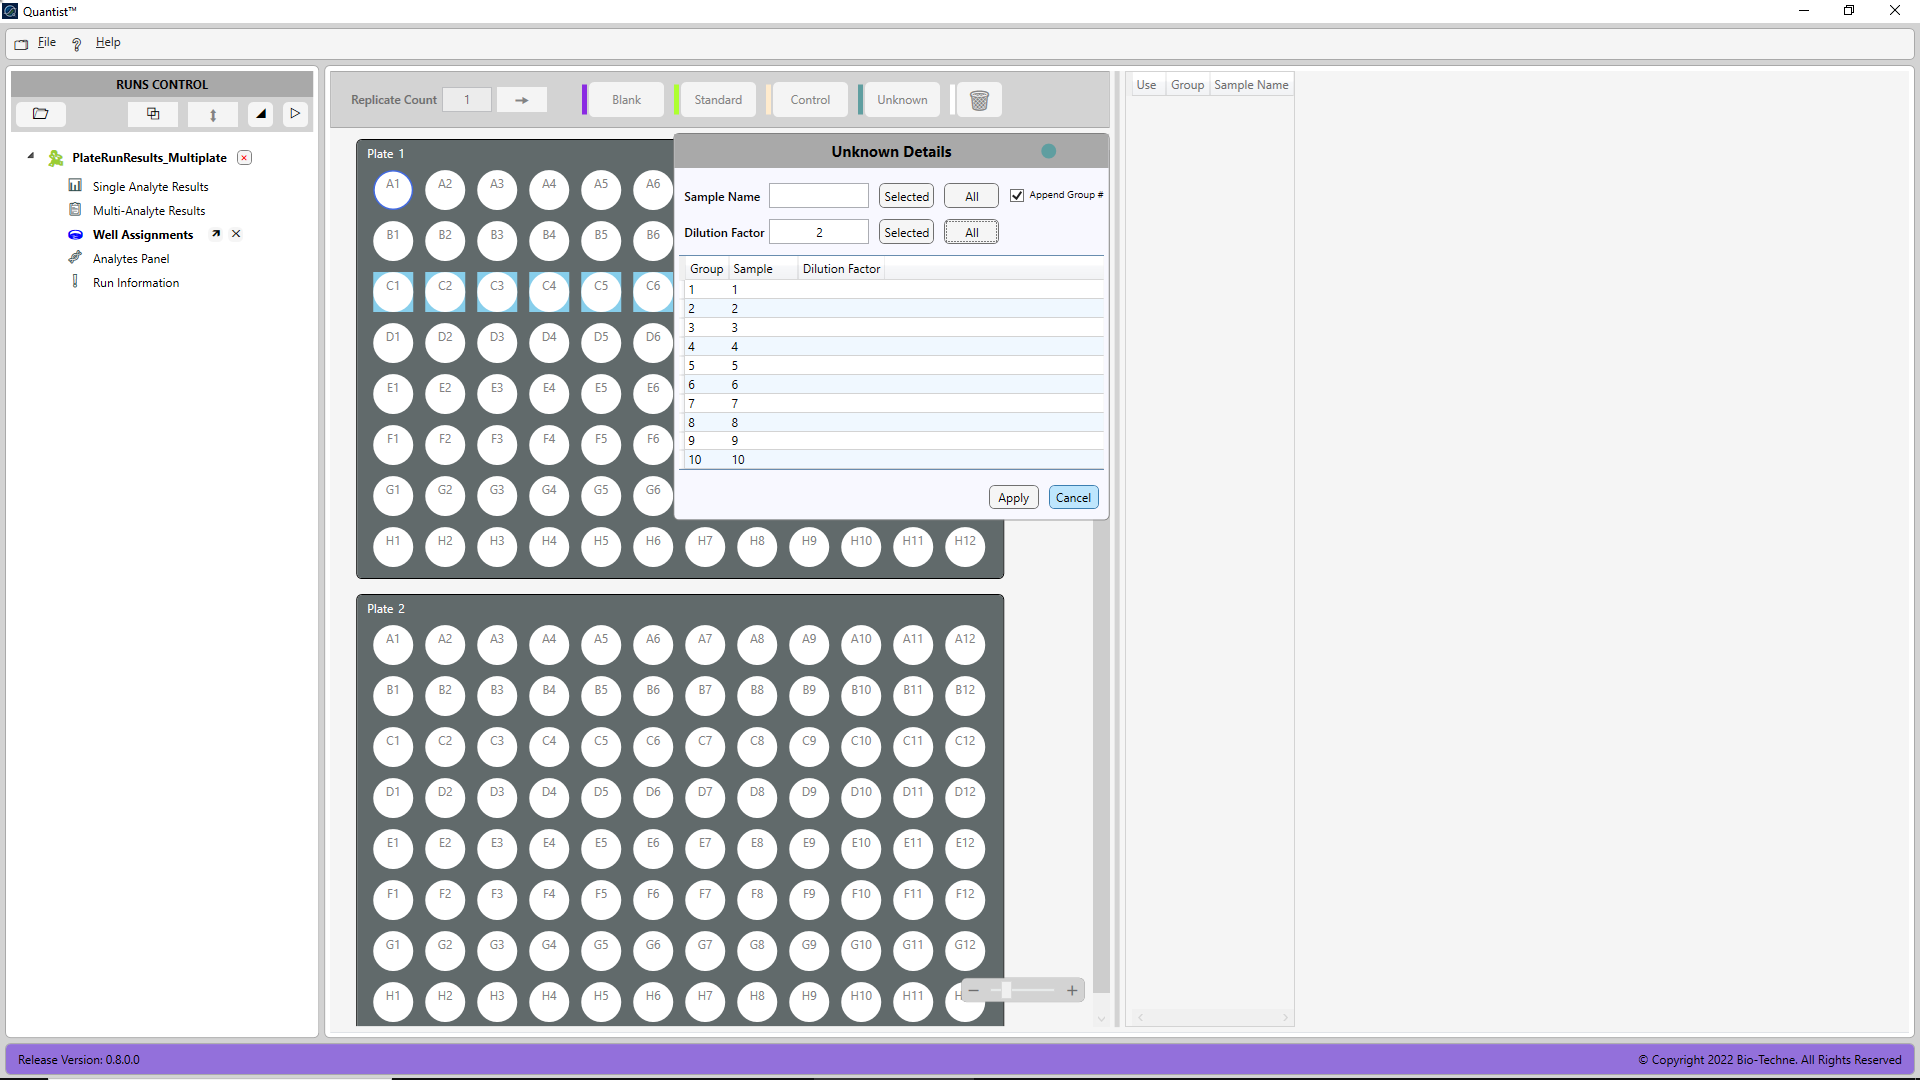 Quantist™
File
Help
RUNS CONTROL
PlateRunResults_Multiplate
Single Analyte Results
Multi-Analyte Results
Well Assignments
Analytes Panel
Run Information
Replicate Count 1
Blank Standard Control Unknown
Plate 1
A1 A2 A3 A4 A5 A6
B1 B2 B3 B4 B5 B6
C1 C2 C3 C4 C5 C6
D1 D2 D3 D4 D5 D6
E1 E2 E3 E4 E5 E6
F1 F2 F3 F4 F5 F6
G1 G2 G3 G4 G5 G6
H1 H2 H3 H4 H5 H6 H7 H8 H9 H10 H11 H12
Unknown Details
Sample Name Selected All Append Group #
Dilution Factor 2 Selected All
Group Sample Dilution Factor
1 1
2 2
3 3
4 4
5 5
6 6
7 7
8 8
9 9
10 10
Apply Cancel
Plate 2
A1 A2 A3 A4 A5 A6 A7 A8 A9 A10 A11 A12
B1 B2 B3 B4 B5 B6 B7 B8 B9 B10 B11 B12
C1 C2 C3 C4 C5 C6 C7 C8 C9 C10 C11 C12
D1 D2 D3 D4 D5 D6 D7 D8 D9 D10 D11 D12
E1 E2 E3 E4 E5 E6 E7 E8 E9 E10 E11 E12
F1 F2 F3 F4 F5 F6 F7 F8 F9 F10 F11 F12
G1 G2 G3 G4 G5 G6 G7 G8 G9 G10 G11 G12
H1 H2 H3 H4 H5 H6 H7 H8 H9 H10 H11
Use Group Sample Name
Release Version: 0.8.0.0
© Copyright 2022 Bio-Techne. All Rights Reserved